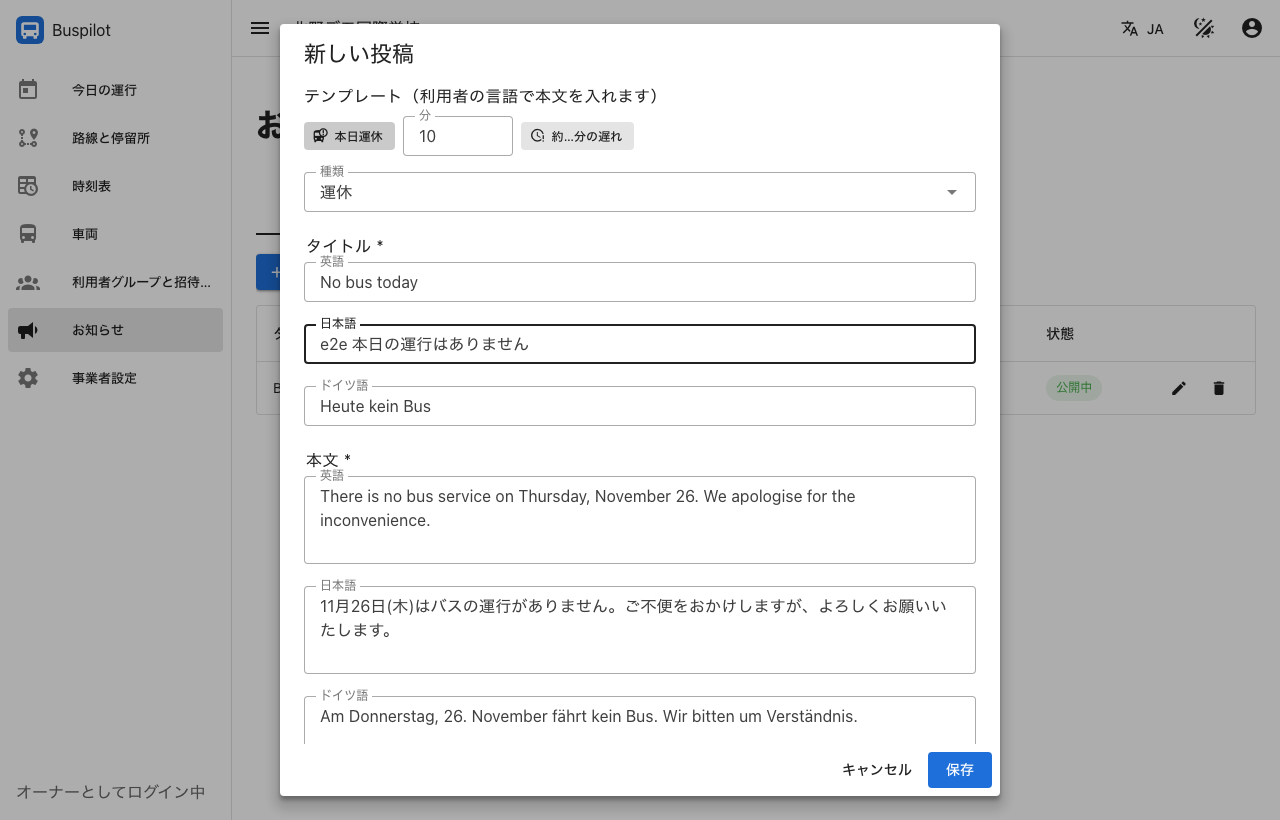 Buspilot
JA
今日の運行
路線と停留所
時刻表
車両
利用者グループと招待...
お知らせ
事業者設定
オーナーとしてログイン中
お
新しい投稿
テンプレート（利用者の言語で本文を入れます）
本日運休
分
10
約...分の遅れ
種類
運休
タイトル *
英語
No bus today
日本語
e2e 本日の運行はありません
ドイツ語
Heute kein Bus
本文 *
英語
There is no bus service on Thursday, November 26. We apologise for the
inconvenience.
日本語
11月26日(木)はバスの運行がありません。ご不便をおかけしますが、よろしくお願いい
たします。
ドイツ語
Am Donnerstag, 26. November fährt kein Bus. Wir bitten um Verständnis.
キャンセル
保存
状態
公開中